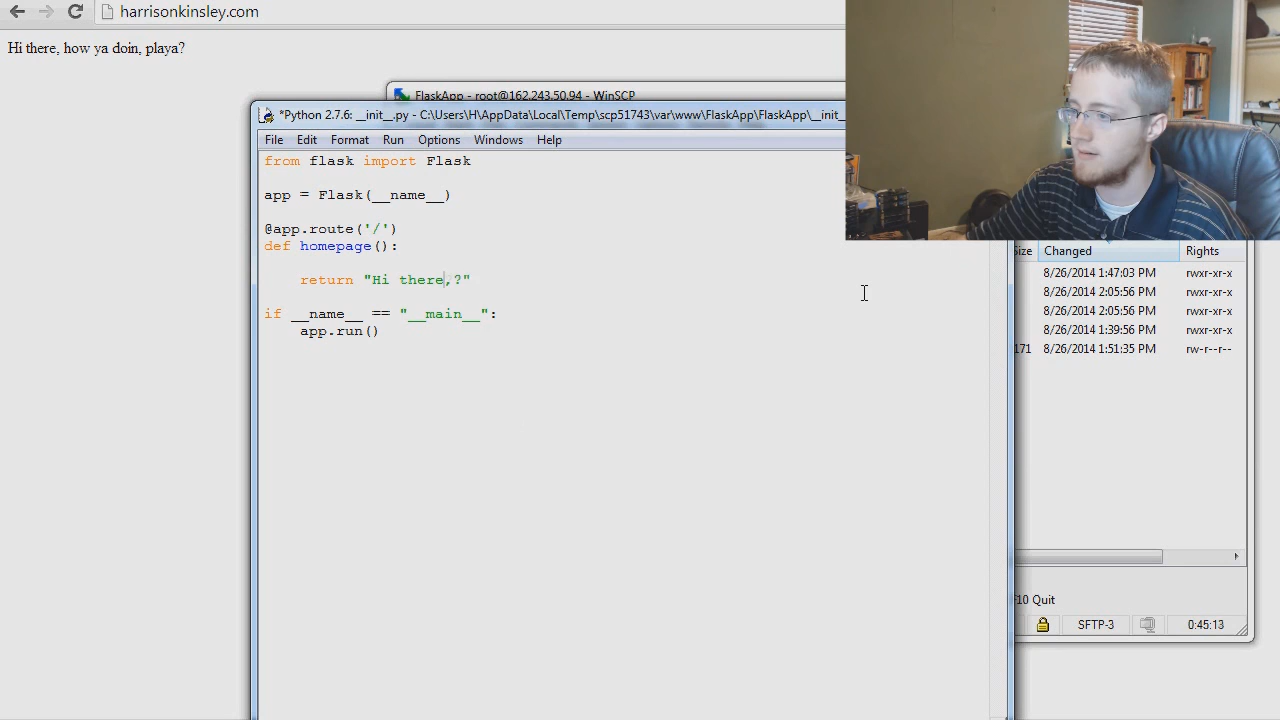 harrisonkinsley.com
Hi there, how ya doin, playa?
FlaskApp - root@162.243.50.94 - WinSCP
*Python 2.7.6: __init__.py - C:\Users\H\AppData\Local\Temp\scp51743\var\www\FlaskApp\FlaskApp\__init_
File Edit Format Run Options Windows Help
from flask import Flask
app = Flask(__name__)
@app.route('/')
def homepage():
return "Hi there,?"
if __name__ == "__main__":
app.run()
Size Changed Rights
8/26/2014 1:47:03 PM rwxr-xr-x
8/26/2014 2:05:56 PM rwxr-xr-x
8/26/2014 2:05:56 PM rwxr-xr-x
8/26/2014 1:39:56 PM rwxr-xr-x
171 8/26/2014 1:51:35 PM rw-r--r--
F10 Quit
SFTP-3 0:45:13